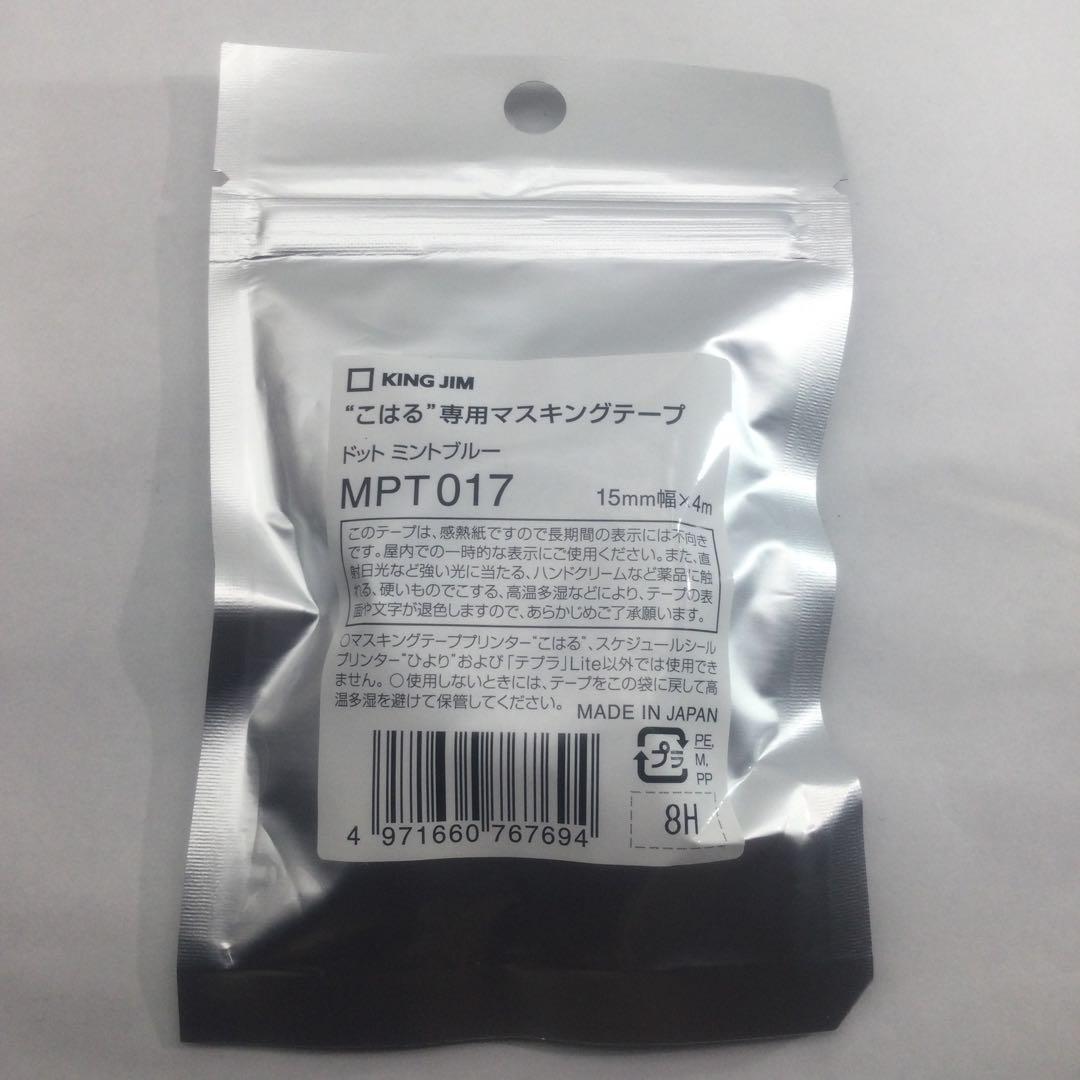 KING JIM
“こはる”専用マスキングテープ
ドット ミントブルー
MPT017 15mm幅×4m
このテープは、感熱紙ですので長期間の表示には不向き
です。屋内での一時的な表示にご使用ください。また、直
射日光など強い光に当たる、ハンドクリームなど薬品に触
れる、硬いものでこする、高温多湿などにより、テープの表
面や文字が退色しますので、あらかじめご了承願います。
○マスキングテーププリンター“こはる”、スケジュールシール
プリンター“ひより”および「テプラ」Lite以外では使用でき
ません。○使用しないときには、テープをこの袋に戻して高
温多湿を避けて保管してください。
MADE IN JAPAN
プラ
PE,
M,
PP
8H
4 971660 767694